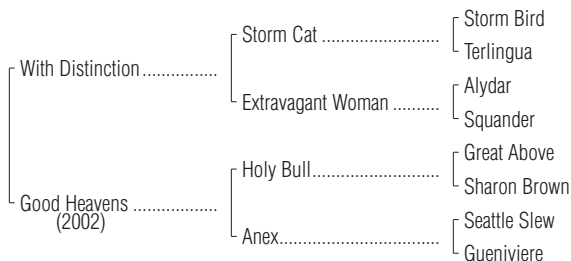 Storm Bird
Storm Cat ........................
Terlingua
With Distinction...............
Alydar
Extravagant Woman ..........
Squander
Great Above
Holy Bull..........................
Sharon Brown
Good Heavens .................
(2002)
Seattle Slew
Anex.................................
Gueniviere